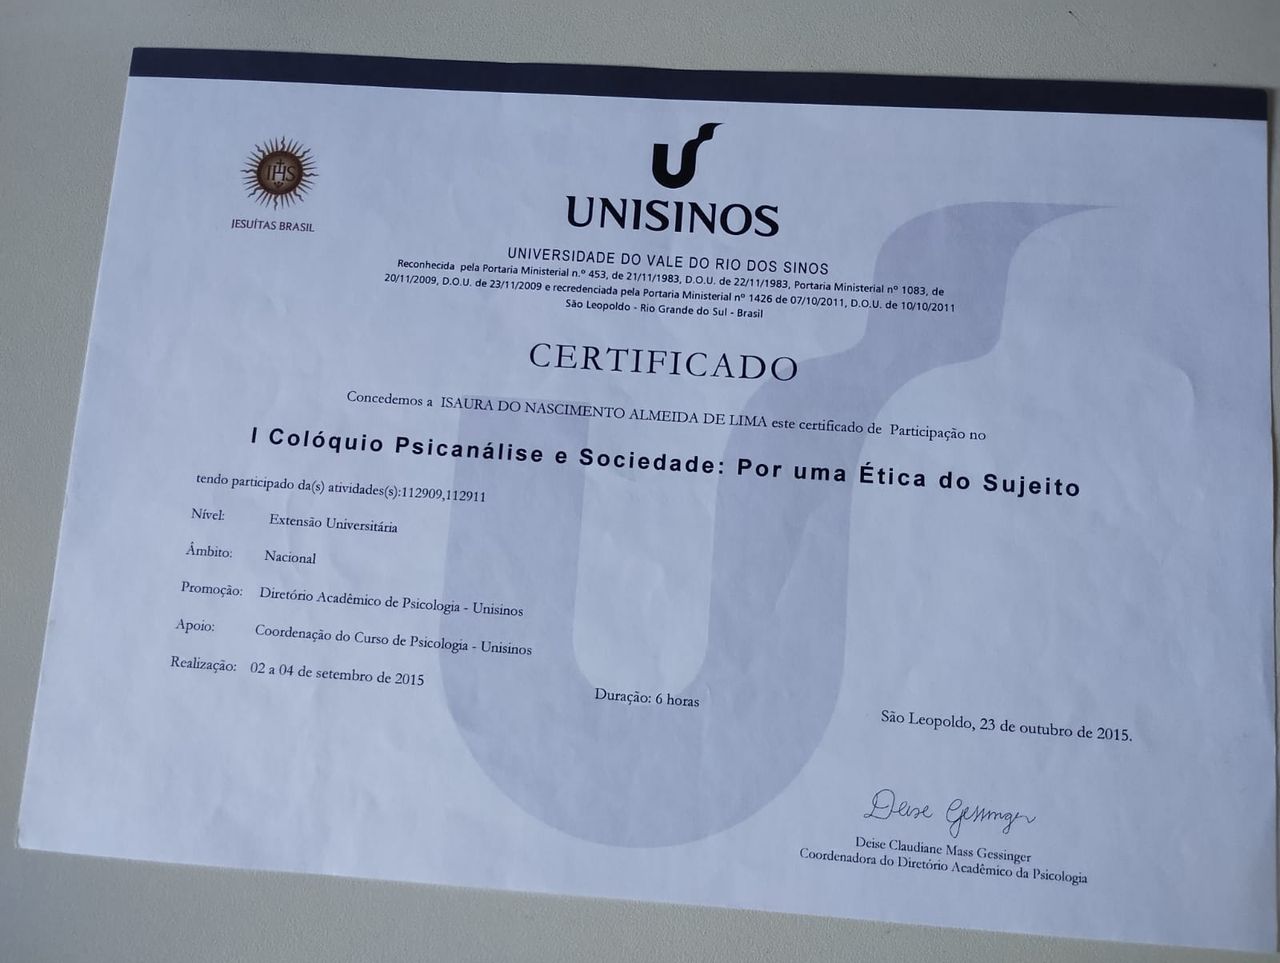 IHS
JESUÍTAS BRASIL
UNISINOS
UNIVERSIDADE DO VALE DO RIO DOS SINOS
Reconhecida pela Portaria Ministerial n.º 453, de 21/11/1983, D.O.U. de 22/11/1983, Portaria Ministerial nº 1083, de
20/11/2009, D.O.U. de 23/11/2009 e recredenciada pela Portaria Ministerial nº 1426 de 07/10/2011, D.O.U. de 10/10/2011
São Leopoldo - Rio Grande do Sul - Brasil
CERTIFICADO
Concedemos a ISAURA DO NASCIMENTO ALMEIDA DE LIMA este certificado de Participação no
I Colóquio Psicanálise e Sociedade: Por uma Ética do Sujeito
tendo participado da(s) atividades(s):112909,112911
Nível: Extensão Universitária
Âmbito: Nacional
Promoção: Diretório Acadêmico de Psicologia - Unisinos
Apoio: Coordenação do Curso de Psicologia - Unisinos
Realização: 02 a 04 de setembro de 2015
Duração: 6 horas
São Leopoldo, 23 de outubro de 2015.
Deise Gessinger
Deise Claudiane Mass Gessinger
Coordenadora do Diretório Acadêmico da Psicologia